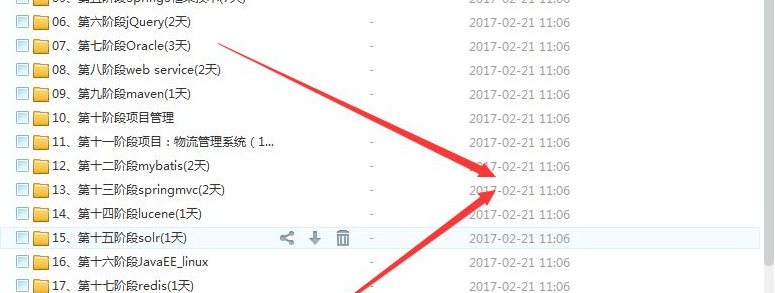 06、第六阶段jQuery(2天) - 2017-02-21 11:06
07、第七阶段Oracle(3天) - 2017-02-21 11:06
08、第八阶段web service(2天) - 2017-02-21 11:06
09、第九阶段maven(1天) - 2017-02-21 11:06
10、第十阶段项目管理 - 2017-02-21 11:06
11、第十一阶段项目：物流管理系统（1... - 2017-02-21 11:06
12、第十二阶段mybatis(2天) - 2017-02-21 11:06
13、第十三阶段springmvc(2天) - 2017-02-21 11:06
14、第十四阶段lucene(1天) - 2017-02-21 11:06
15、第十五阶段solr(1天) - 2017-02-21 11:06
16、第十六阶段JavaEE_linux - 2017-02-21 11:06
17、第十七阶段redis(1天) - 2017-02-21 11:06